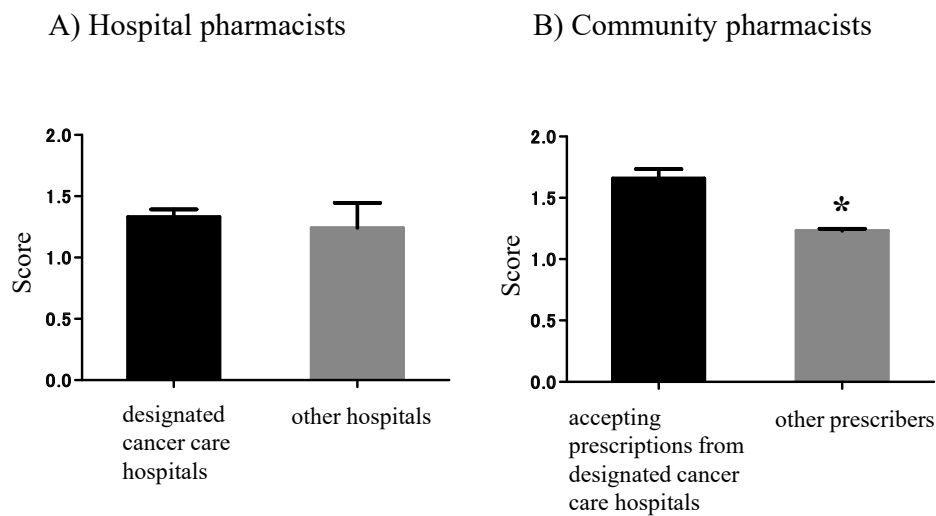 A) Hospital pharmacists
2.0
1.5
1.0
0.5
0.0
Score
designated
cancer care
hospitals
other hospitals
B) Community pharmacists
2.0
1.5
1.0
0.5
0.0
Score
*
accepting
prescriptions from
designated cancer
care hospitals
other prescribers